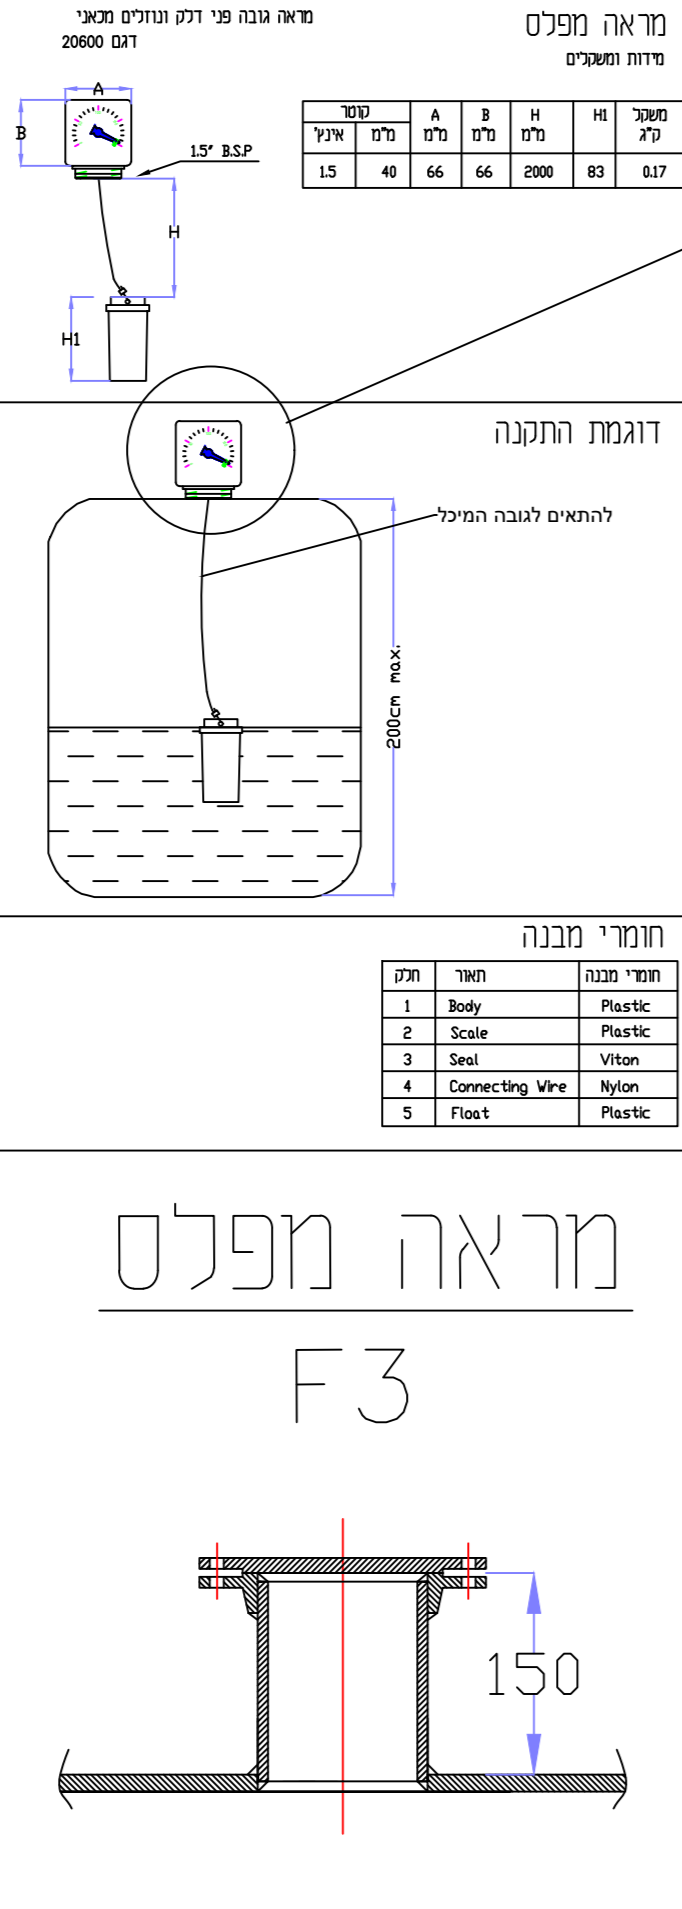 מראה מפלס
מידות ומשקלים
מראה גובה פני דלק ונוזלים מכאני
דגם 20600
A
B
1.5" B.S.P
H
H1
משקל ק"ג | H1 | H מ"מ | B מ"מ | A מ"מ | קוטר
מ"מ | אינץ'
0.17 | 83 | 2000 | 66 | 66 | 40 | 1.5
דוגמת התקנה
להתאים לגובה המיכל
200cm max.
חומרי מבנה
חומרי מבנה | תאור | חלק
1 Body Plastic
2 Scale Plastic
3 Seal Viton
4 Connecting Wire Nylon
5 Float Plastic
מראה מפלס
F3
150